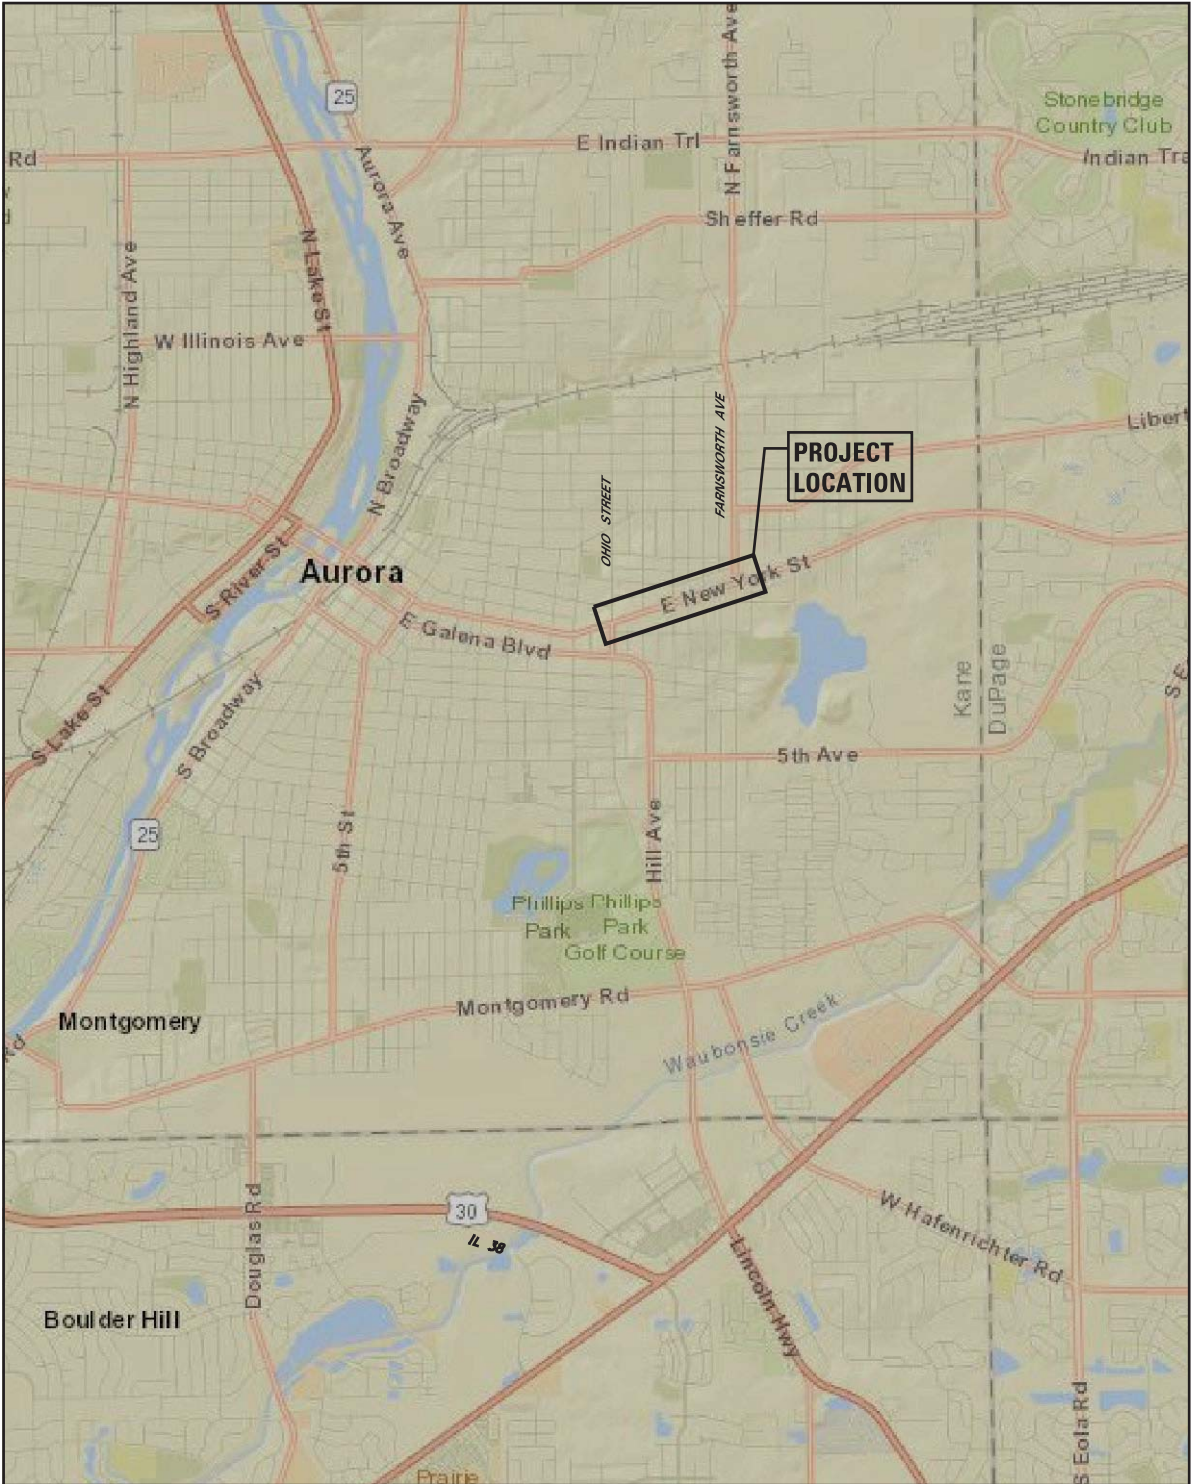 25
Stonebridge
Country Club
E Indian Trl
N Farnsworth Ave
Rd
Indian Tra
Aurora Ave
Sheffer Rd
N Lake St
N Highland Ave
W Illinois Ave
N Broadway
FARNSWORTH AVE
Libert
PROJECT
LOCATION
OHIO STREET
S River St
Aurora
E New York St
E Galena Blvd
Kane
DuPage
S E
S Lake St
S Broadway
5th Ave
25
5th St
Hill Ave
Phillips
Park
Phillips
Park
Golf Course
Montgomery Rd
Montgomery
Waubonsie Creek
Rd
30
IL 38
W Hafenrichter Rd
Douglas Rd
Lincoln Hwy
Boulder Hill
S Eola Rd
Prairie